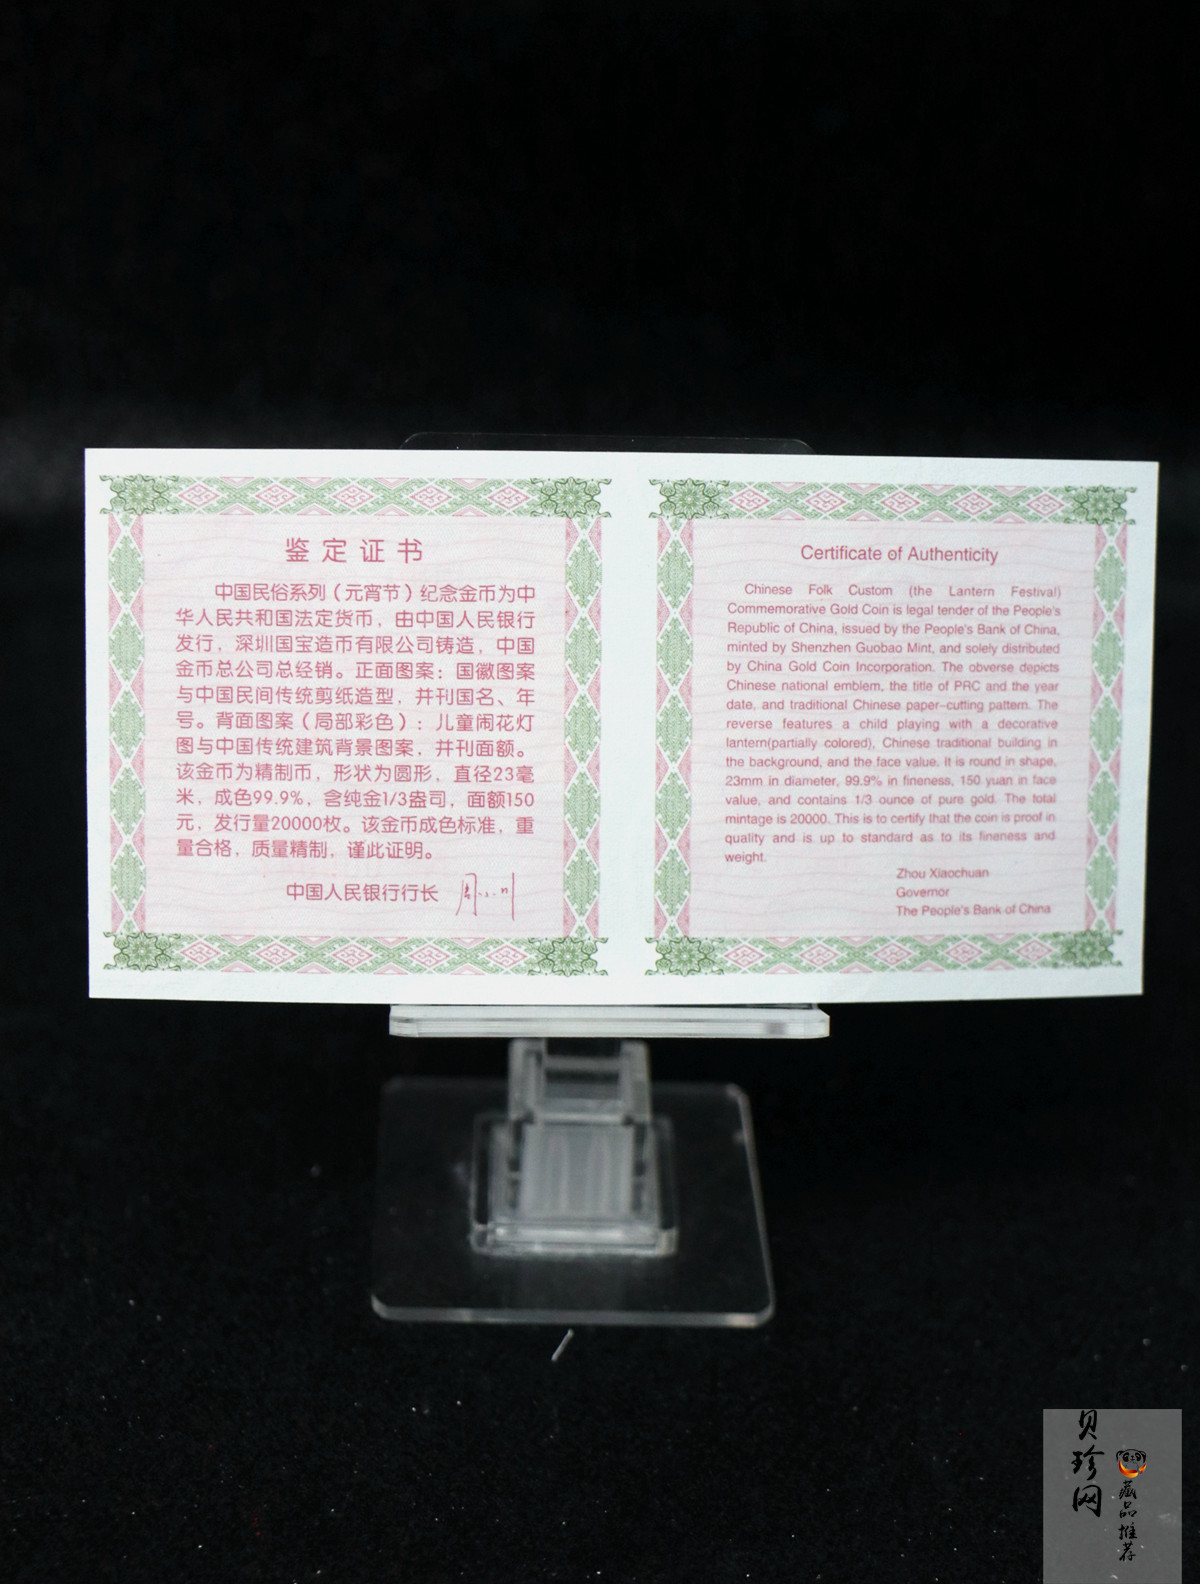 鉴定证书
中国民俗系列（元宵节）纪念金币为中
华人民共和国法定货币，由中国人民银行
发行，深圳国宝造币有限公司铸造，中国
金币总公司总经销。正面图案：国徽图案
与中国民间传统剪纸造型，并刊国名、年
号。背面图案（局部彩色）：儿童闹花灯
图与中国传统建筑背景图案，并刊面额。
该金币为精制币，形状为圆形，直径23毫
米，成色99.9%，含纯金1/3盎司，面额150
元，发行量20000枚。该金币成色标准，重
量合格，质量精制，谨此证明。
中国人民银行行长 周小川
Certificate of Authenticity
Chinese Folk Custom (the Lantern Festival)
Commemorative Gold Coin is legal tender of the People's
Republic of China, issued by the People's Bank of China,
minted by Shenzhen Guobao Mint, and solely distributed
by China Gold Coin Incorporation. The obverse depicts
Chinese national emblem, the title of PRC and the year
date, and traditional Chinese paper-cutting pattern. The
reverse features a child playing with a decorative
lantern(partially colored), Chinese traditional building in
the background, and the face value. It is round in shape,
23mm in diameter, 99.9% in fineness, 150 yuan in face
value, and contains 1/3 ounce of pure gold. The total
mintage is 20000. This is to certify that the coin is proof in
quality and is up to standard as to its fineness and
weight.
Zhou Xiaochuan
Governor
The People's Bank of China
贝珍网
藏品推荐